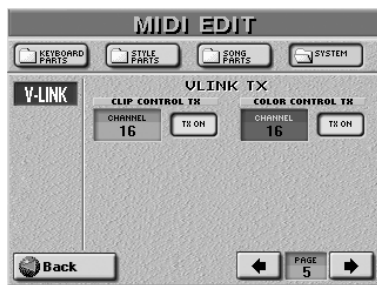 MIDI EDIT
KEYBOARD PARTS
STYLE PARTS
SONG PARTS
SYSTEM
V-LINK
VLINK TX
CLIP CONTROL TX
COLOR CONTROL TX
CHANNEL
16
TX ON
CHANNEL
16
TX ON
Back
PAGE
5